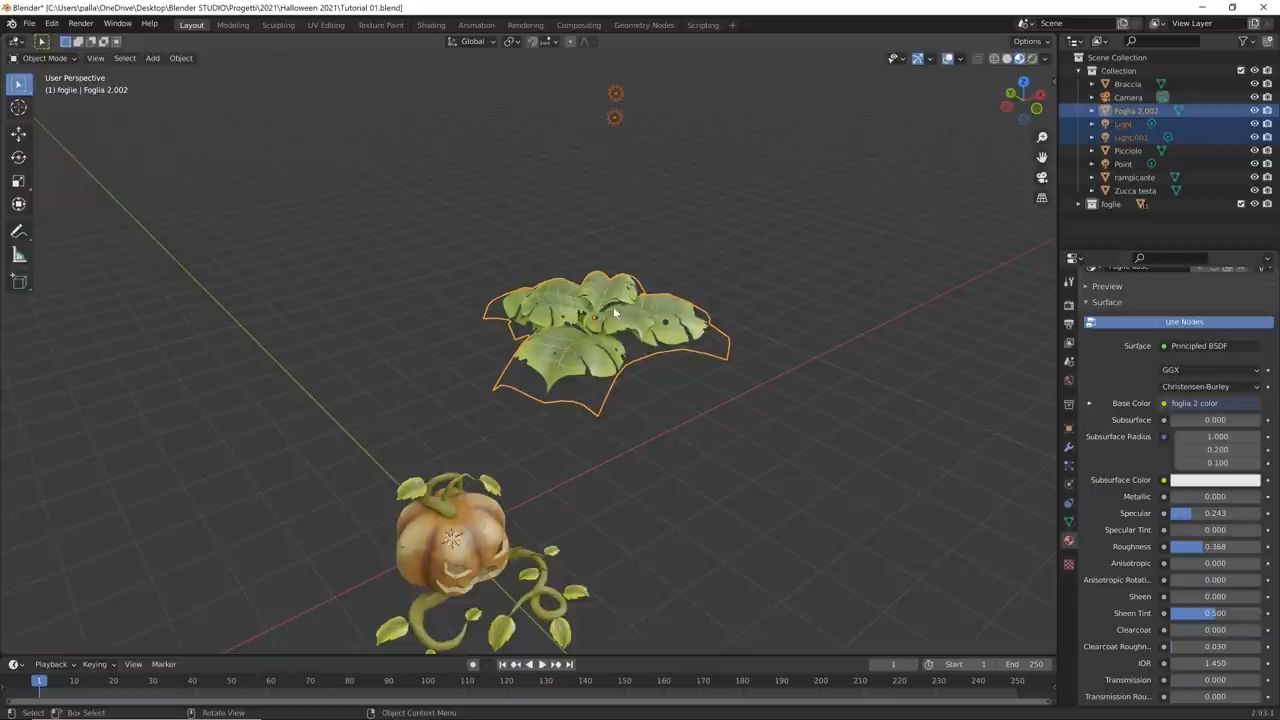 Blender* [C:\Users\palla\OneDrive\Desktop\Blender STUDIO\Progetti\2021\Halloween 2021\Tutorial 01.blend]
File Edit Render Window Help Layout Modeling Sculpting UV Editing Texture Paint Shading Animation Rendering Compositing Geometry Nodes Scripting Scene View Layer
Global Options
Object Mode View Select Add Object
User Perspective
(1) foglie | Foglia 2.002
Scene Collection
Collection
Braccia
Camera
Foglia 2.002
Light
Light.001
Picciolo
Point
rampicante
Zucca testa
foglie
Preview
Surface
Use Nodes
Surface Principled BSDF
GGX
Christensen-Burley
Base Color foglia 2 color
Subsurface 0.000
Subsurface Radius 1.000
0.200
0.100
Subsurface Color
Metallic 0.000
Specular 0.243
Specular Tint 0.000
Roughness 0.368
Anisotropic 0.000
Anisotropic Rotati.. 0.000
Sheen 0.000
Sheen Tint 0.500
Clearcoat 0.000
Clearcoat Roughn.. 0.030
IOR 1.450
Transmission 0.000
Transmission Rou.. 0.000
Playback Keying View Marker 1 Start 1 End 250
1 10 20 30 40 50 60 70 80 90 100 110 120 130 140 150 160 170 180 190 200 210 220 230 240 250
Select Box Select Rotate View Object Context Menu 2.93.1